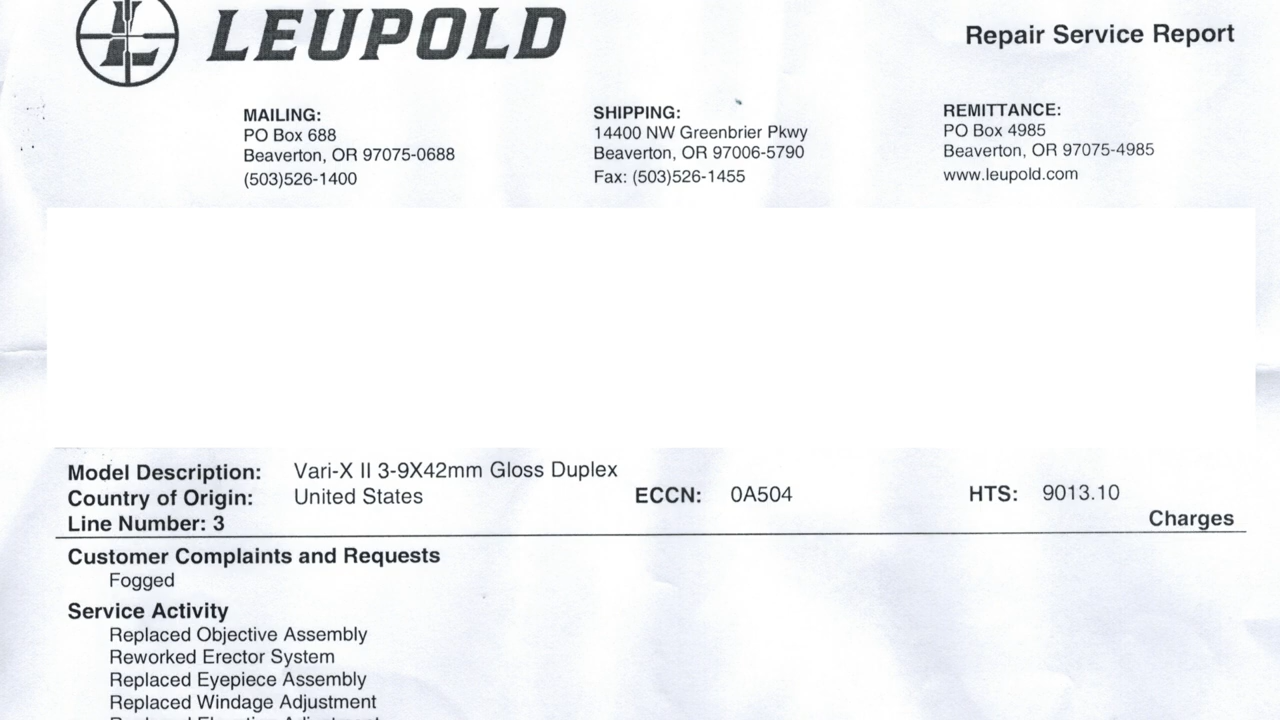 LEUPOLD
Repair Service Report
MAILING:
PO Box 688
Beaverton, OR 97075-0688
(503)526-1400
SHIPPING:
14400 NW Greenbrier Pkwy
Beaverton, OR 97006-5790
Fax: (503)526-1455
REMITTANCE:
PO Box 4985
Beaverton, OR 97075-4985
www.leupold.com
Model Description: Vari-X II 3-9X42mm Gloss Duplex
Country of Origin: United States ECCN: 0A504 HTS: 9013.10
Line Number: 3 Charges
Customer Complaints and Requests
Fogged
Service Activity
Replaced Objective Assembly
Reworked Erector System
Replaced Eyepiece Assembly
Replaced Windage Adjustment